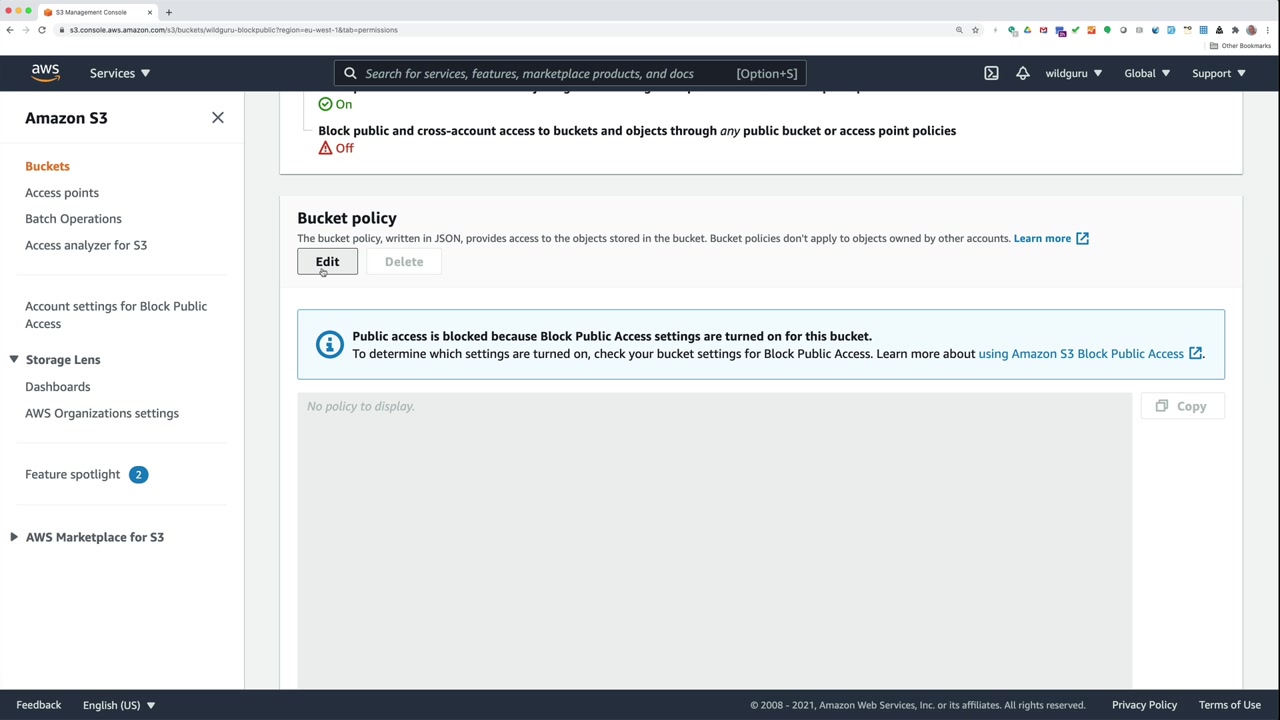 S3 Management Console
s3.console.aws.amazon.com/s3/buckets/wildguru-blockpublic?region=eu-west-1&tab=permissions
Other Bookmarks
aws
Services
Search for services, features, marketplace products, and docs
[Option+S]
wildguru
Global
Support
Amazon S3
Buckets
Access points
Batch Operations
Access analyzer for S3
Account settings for Block Public
Access
Storage Lens
Dashboards
AWS Organizations settings
Feature spotlight 2
AWS Marketplace for S3
On
Block public and cross-account access to buckets and objects through any public bucket or access point policies
Off
Bucket policy
The bucket policy, written in JSON, provides access to the objects stored in the bucket. Bucket policies don't apply to objects owned by other accounts. Learn more
Edit
Delete
Public access is blocked because Block Public Access settings are turned on for this bucket.
To determine which settings are turned on, check your bucket settings for Block Public Access. Learn more about using Amazon S3 Block Public Access.
No policy to display.
Copy
Feedback
English (US)
© 2008 - 2021, Amazon Web Services, Inc. or its affiliates. All rights reserved.
Privacy Policy
Terms of Use